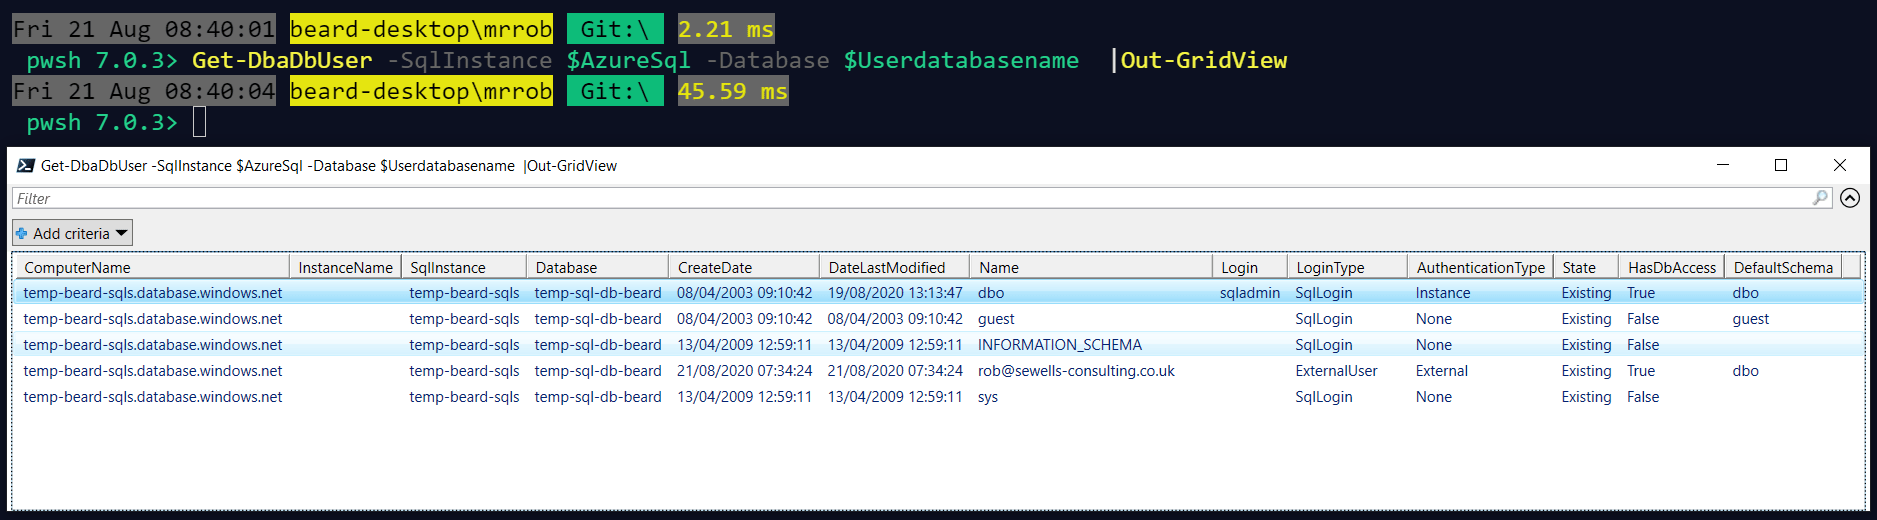 Fri 21 Aug 08:40:01 beard-desktop\mrrob Git:\ 2.21 ms
pwsh 7.0.3> Get-DbaDbUser -SqlInstance $AzureSql -Database $Userdatabasename |Out-GridView
Fri 21 Aug 08:40:04 beard-desktop\mrrob Git:\ 45.59 ms
pwsh 7.0.3>
Get-DbaDbUser -SqlInstance $AzureSql -Database $Userdatabasename |Out-GridView
Filter
Add criteria
ComputerName InstanceName SqlInstance Database CreateDate DateLastModified Name Login LoginType AuthenticationType State HasDbAccess DefaultSchema
temp-beard-sqls.database.windows.net temp-beard-sqls temp-sql-db-beard 08/04/2003 09:10:42 19/08/2020 13:13:47 dbo sqladmin SqlLogin Instance Existing True dbo
temp-beard-sqls.database.windows.net temp-beard-sqls temp-sql-db-beard 08/04/2003 09:10:42 08/04/2003 09:10:42 guest SqlLogin None Existing False guest
temp-beard-sqls.database.windows.net temp-beard-sqls temp-sql-db-beard 13/04/2009 12:59:11 13/04/2009 12:59:11 INFORMATION_SCHEMA SqlLogin None Existing False
temp-beard-sqls.database.windows.net temp-beard-sqls temp-sql-db-beard 21/08/2020 07:34:24 21/08/2020 07:34:24 rob@sewells-consulting.co.uk ExternalUser External Existing True dbo
temp-beard-sqls.database.windows.net temp-beard-sqls temp-sql-db-beard 13/04/2009 12:59:11 13/04/2009 12:59:11 sys SqlLogin None Existing False